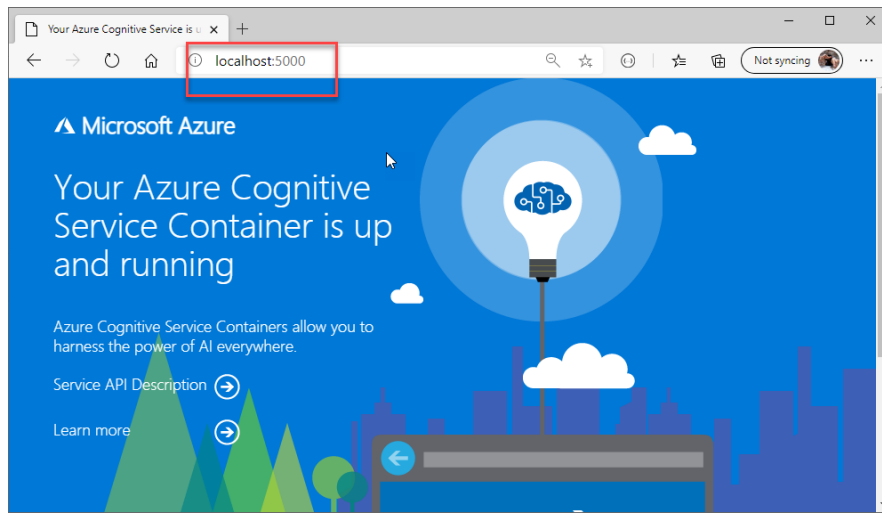 Your Azure Cognitive Service is u
localhost:5000
Not syncing
Microsoft Azure
Your Azure Cognitive
Service Container is up
and running
Azure Cognitive Service Containers allow you to
harness the power of AI everywhere.
Service API Description
Learn more